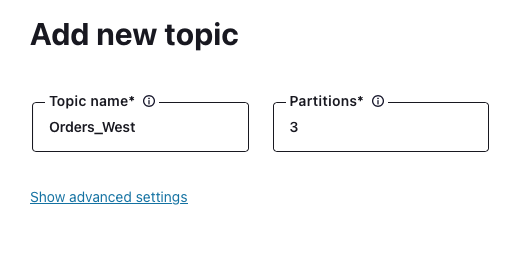 Add new topic
Topic name* Partitions*
Orders_West 3
Show advanced settings